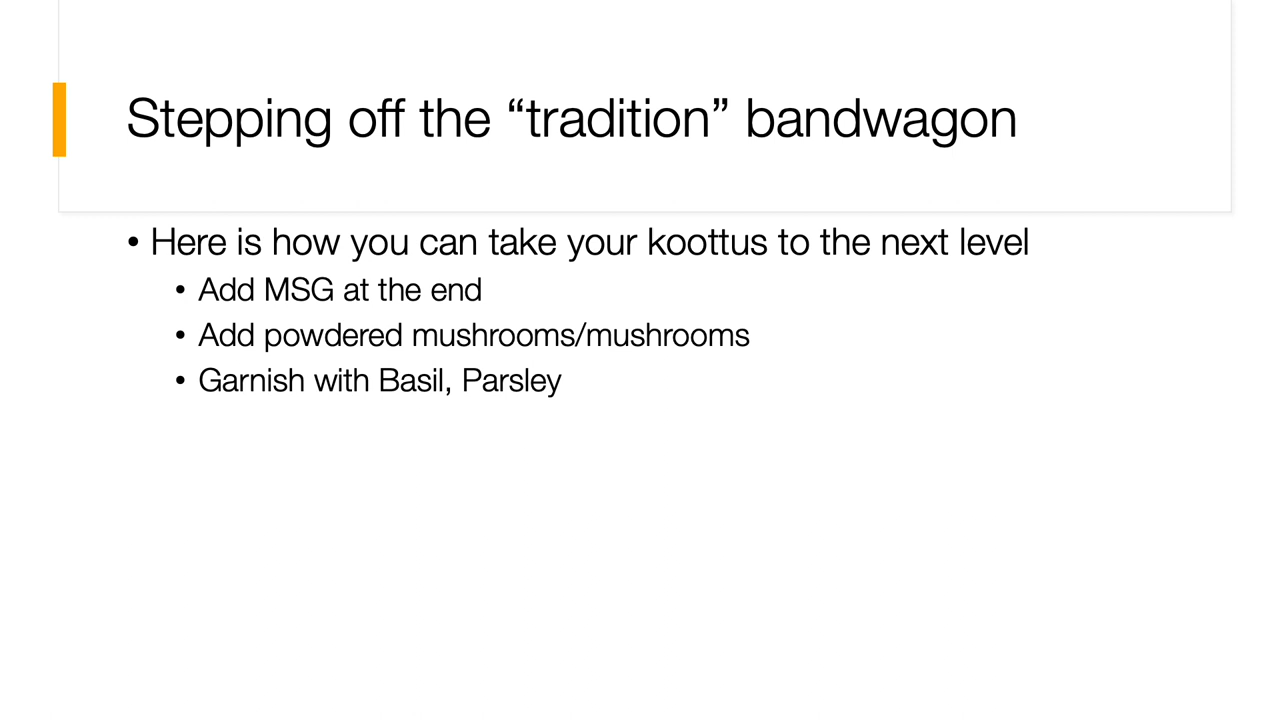 Stepping off the “tradition” bandwagon
• Here is how you can take your koottus to the next level
• Add MSG at the end
• Add powdered mushrooms/mushrooms
• Garnish with Basil, Parsley